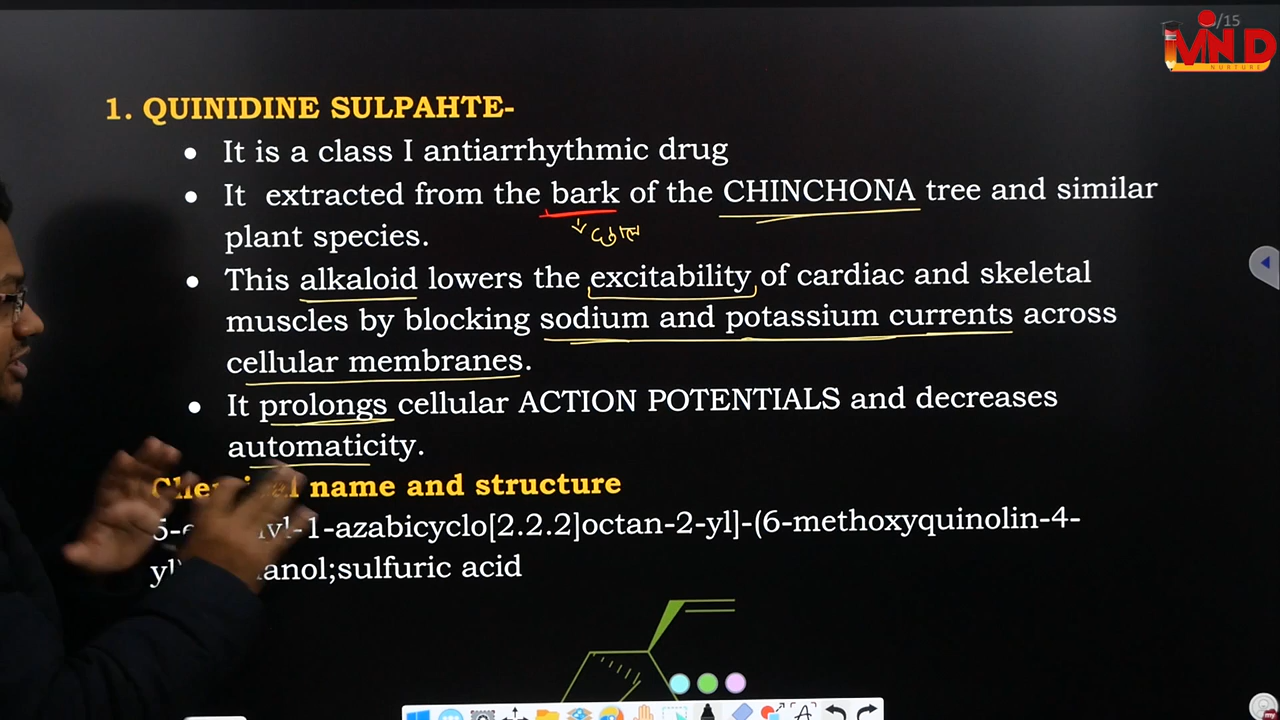 /15
MIND
NURTURE
1. QUINIDINE SULPAHTE-
• It is a class I antiarrhythmic drug
• It extracted from the bark of the CHINCHONA tree and similar
plant species.
• This alkaloid lowers the excitability of cardiac and skeletal
muscles by blocking sodium and potassium currents across
cellular membranes.
• It prolongs cellular ACTION POTENTIALS and decreases
automaticity.
name and structure
-1-azabicyclo[2.2.2]octan-2-yl]-(6-methoxyquinolin-4-
sulfuric acid